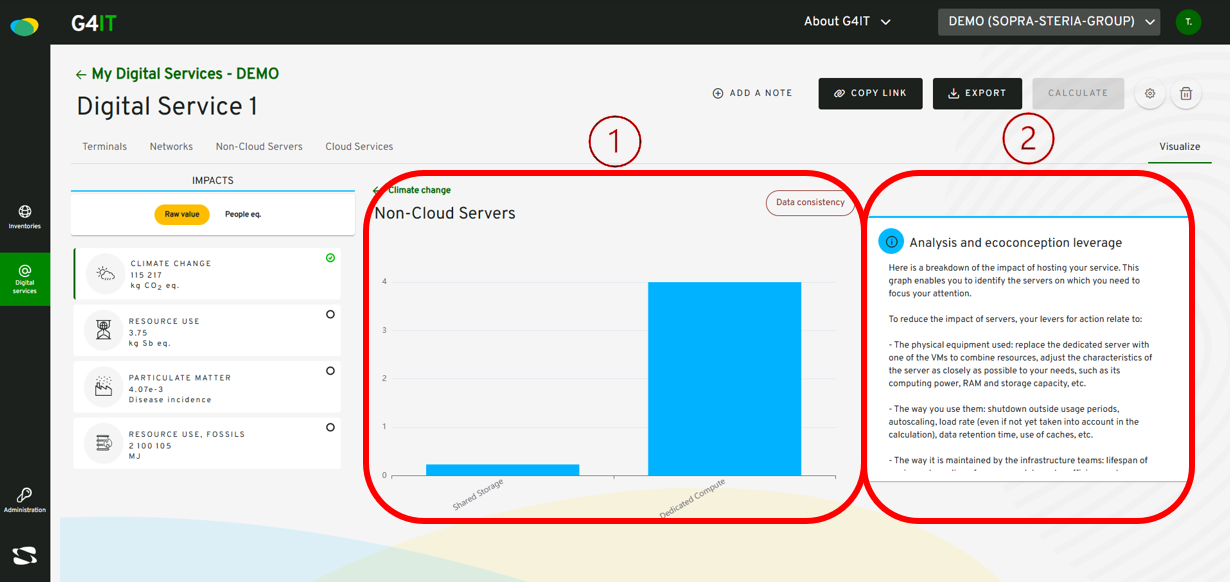 G4IT
About G4IT
DEMO (SOPRA-STERIA-GROUP)
T.
← My Digital Services - DEMO
Digital Service 1
ADD A NOTE
COPY LINK
EXPORT
CALCULATE
Terminals
Networks
Non-Cloud Servers
Cloud Services
Visualize
1
2
Inventories
Digital
services
Administration
IMPACTS
Raw value
People eq.
CLIMATE CHANGE
115 217
kg CO2 eq.
RESOURCE USE
3.75
kg Sb eq.
PARTICULATE MATTER
4.07e-3
Disease incidence
RESOURCE USE, FOSSILS
2 100 105
MJ
← Climate change
Non-Cloud Servers
Data consistency
4
3
2
1
0
Shared Storage
Dedicated Compute
Analysis and ecoconception leverage
Here is a breakdown of the impact of hosting your service. This
graph enables you to identify the servers on which you need to
focus your attention.
To reduce the impact of servers, your levers for action relate to:
- The physical equipment used: replace the dedicated server with
one of the VMs to combine resources, adjust the characteristics of
the server as closely as possible to your needs, such as its
computing power, RAM and storage capacity, etc.
- The way you use them: shutdown outside usage periods,
autoscaling, load rate (even if not yet taken into account in the
calculation), data retention time, use of caches, etc.
- The way it is maintained by the infrastructure teams: lifespan of